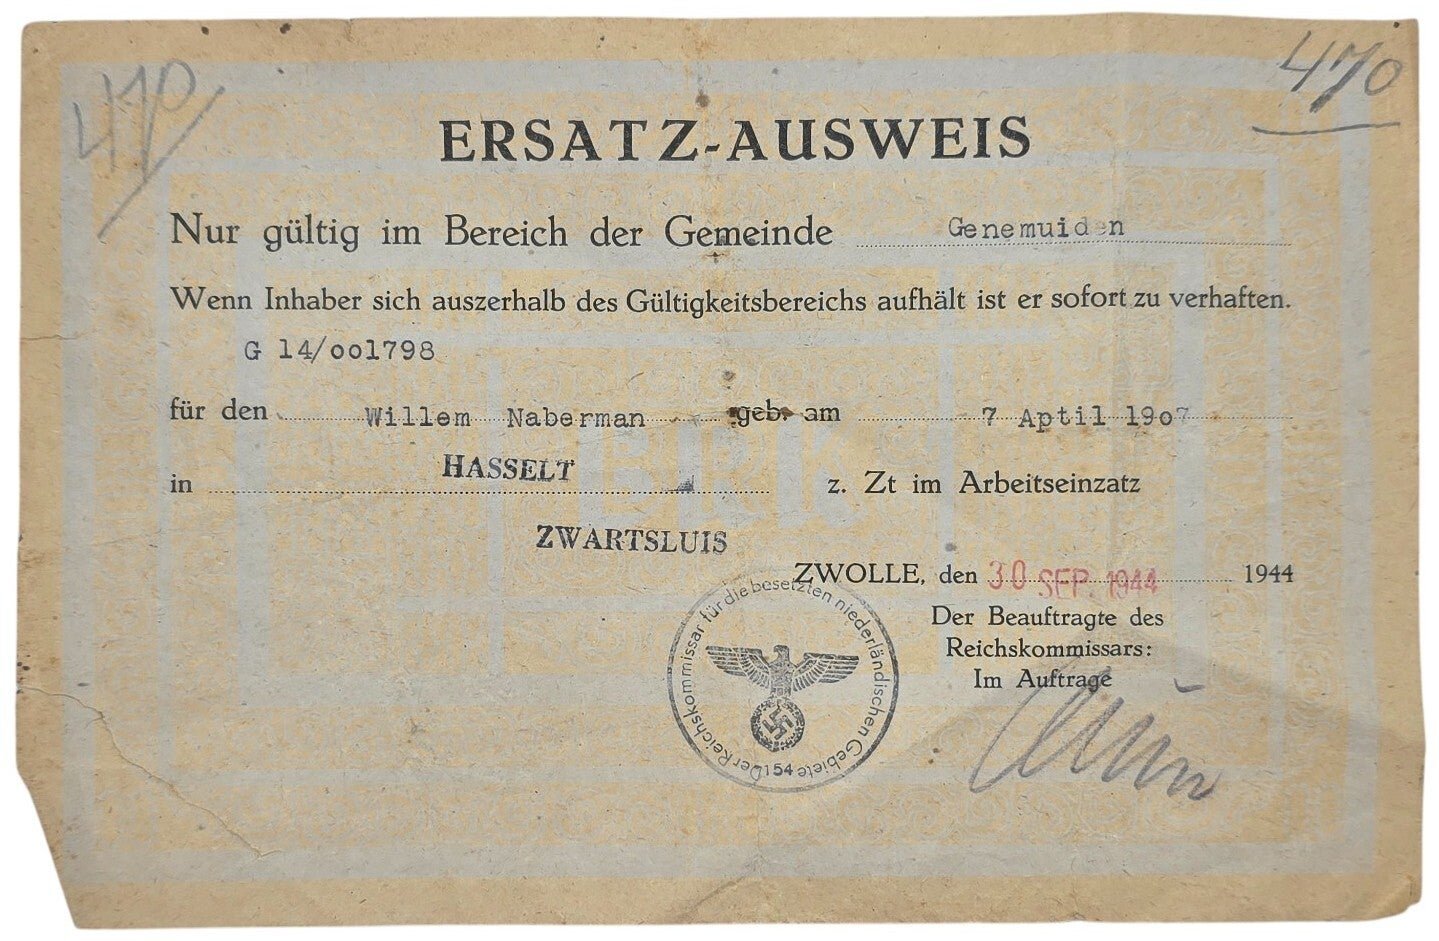 470
470
ERSATZ-AUSWEIS
Nur gültig im Bereich der Gemeinde Genemuiden
Wenn Inhaber sich auszerhalb des Gültigkeitsbereichs aufhält ist er sofort zu verhaften.
G 14/001798
für den Willem Naberman geb. am 7 Aptil 1907
in HASSELT z. Zt im Arbeitseinzatz
ZWARTSLUIS
ZWOLLE, den 30 SEP. 1944 1944
Der Beauftragte des
Reichskommissars:
Im Auftrage
Der Reichskommissar für die besetzten niederländischen Gebiete
154